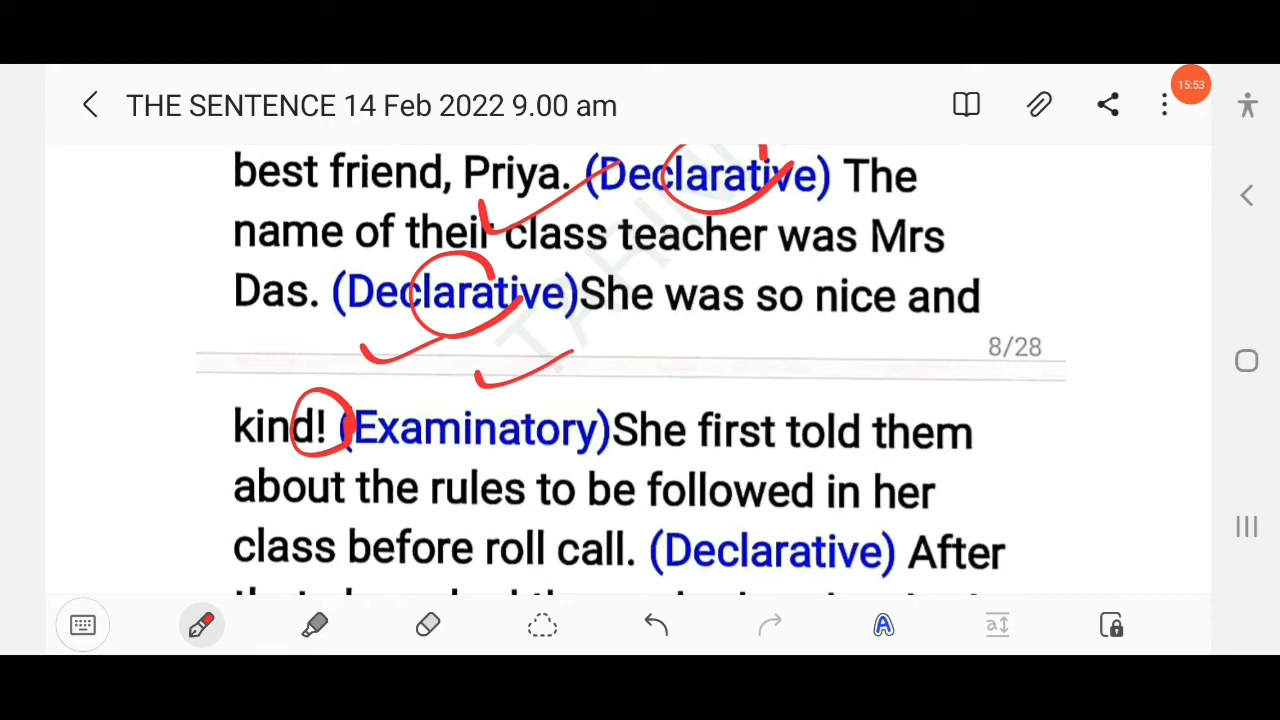 15:53
THE SENTENCE 14 Feb 2022 9.00 am
best friend, Priya. (Declarative) The
name of their class teacher was Mrs
Das. (Declarative)She was so nice and
8/28
kind! (Examinatory)She first told them
about the rules to be followed in her
class before roll call. (Declarative) After